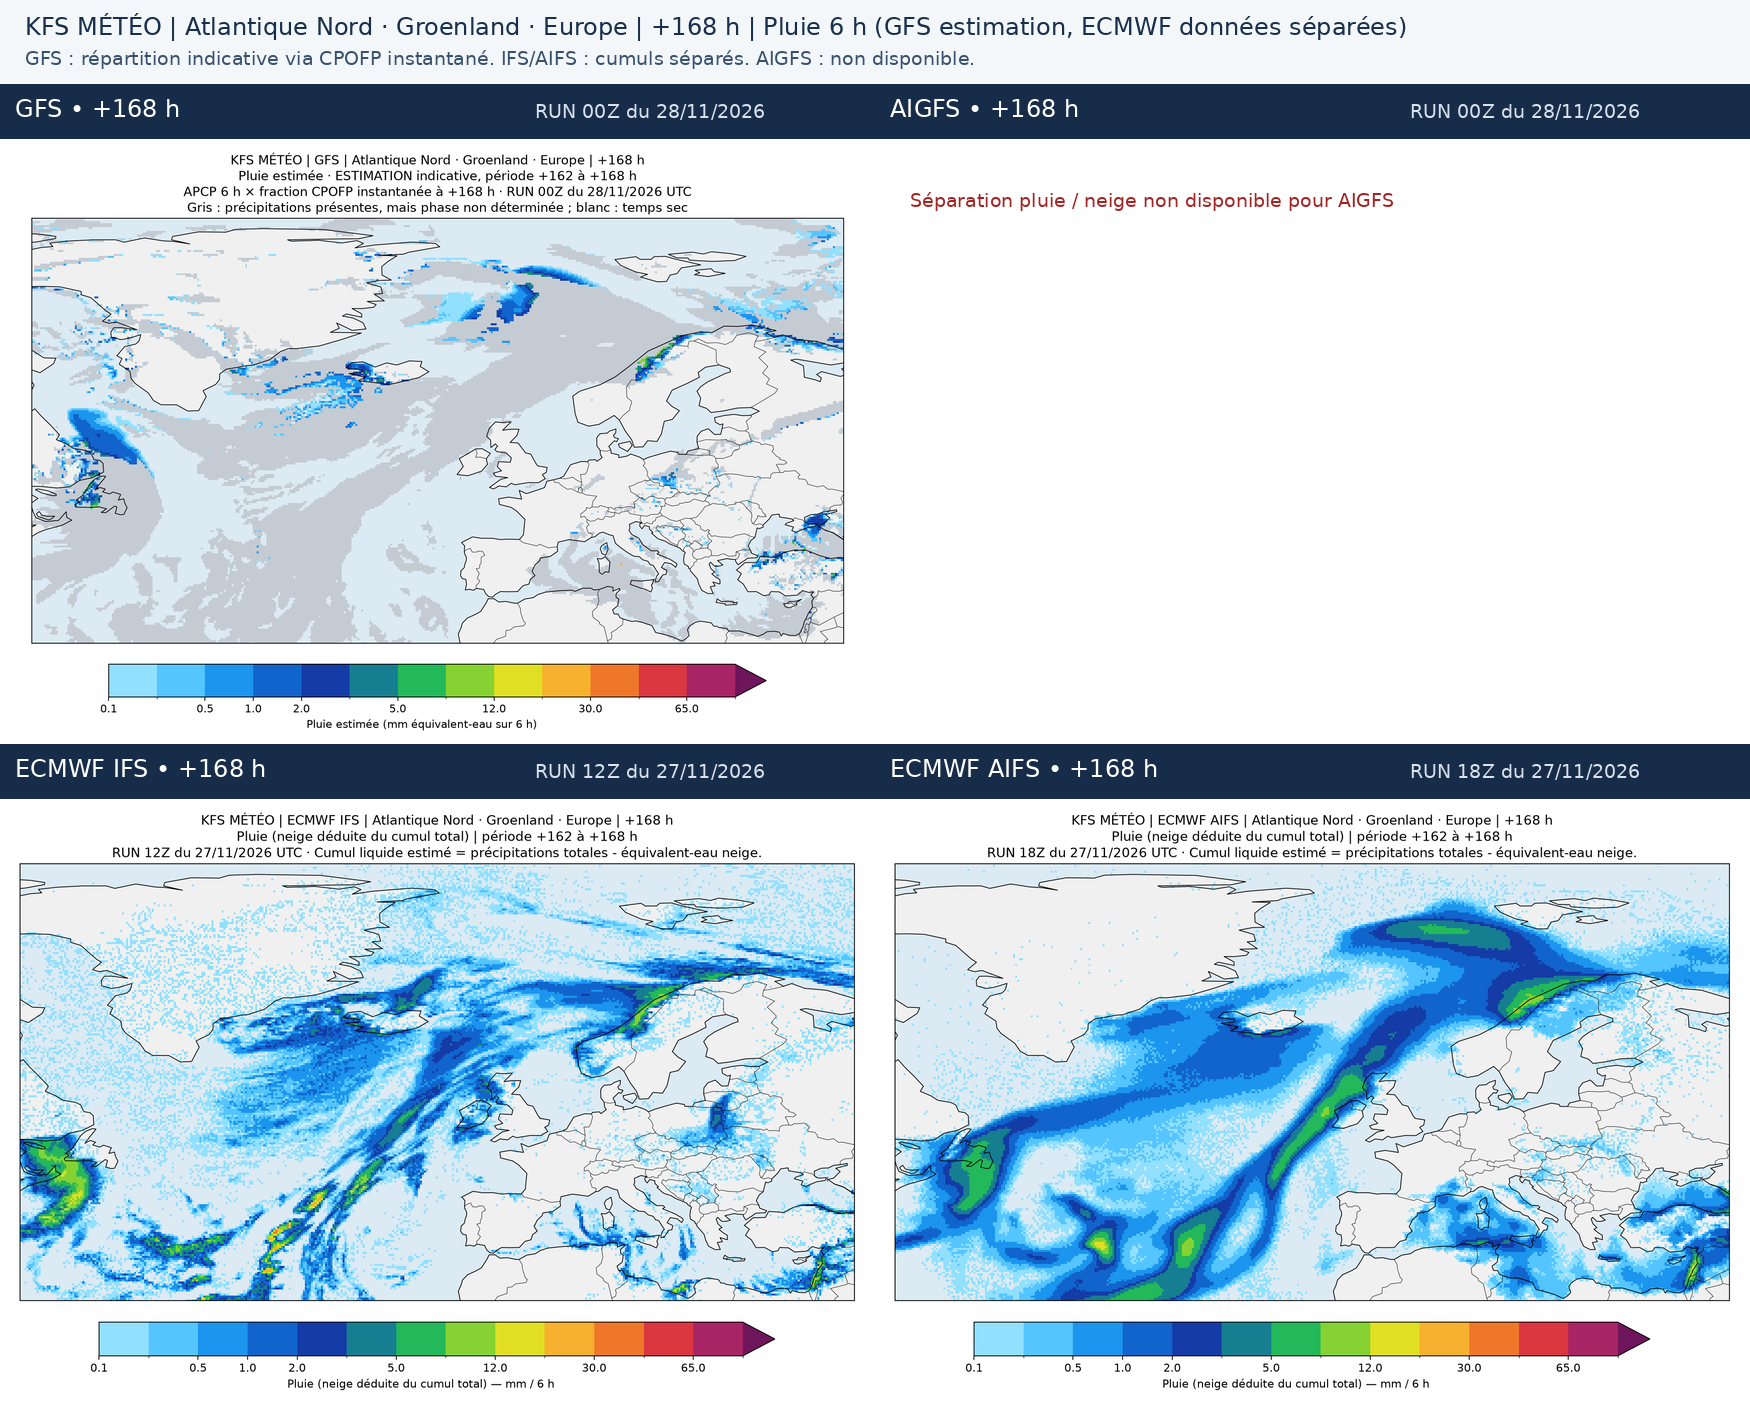 KFS MÉTÉO | Atlantique Nord · Groenland · Europe | +168 h | Pluie 6 h (GFS estimation, ECMWF données séparées)
GFS : répartition indicative via CPOFP instantané. IFS/AIFS : cumuls séparés. AIGFS : non disponible.
GFS • +168 h
RUN 00Z du 28/11/2026
AIGFS • +168 h
RUN 00Z du 28/11/2026
KFS MÉTÉO | GFS | Atlantique Nord · Groenland · Europe | +168 h
Pluie estimée · ESTIMATION indicative, période +162 à +168 h
APCP 6 h × fraction CPOFP instantanée à +168 h · RUN 00Z du 28/11/2026 UTC
Gris : précipitations présentes, mais phase non déterminée ; blanc : temps sec
Séparation pluie / neige non disponible pour AIGFS
0.1 0.5 1.0 2.0 5.0 12.0 30.0 65.0
Pluie estimée (mm équivalent-eau sur 6 h)
ECMWF IFS • +168 h
RUN 12Z du 27/11/2026
ECMWF AIFS • +168 h
RUN 18Z du 27/11/2026
KFS MÉTÉO | ECMWF IFS | Atlantique Nord · Groenland · Europe | +168 h
Pluie (neige déduite du cumul total) | période +162 à +168 h
RUN 12Z du 27/11/2026 UTC · Cumul liquide estimé = précipitations totales - équivalent-eau neige.
KFS MÉTÉO | ECMWF AIFS | Atlantique Nord · Groenland · Europe | +168 h
Pluie (neige déduite du cumul total) | période +162 à +168 h
RUN 18Z du 27/11/2026 UTC · Cumul liquide estimé = précipitations totales - équivalent-eau neige.
0.1 0.5 1.0 2.0 5.0 12.0 30.0 65.0
Pluie (neige déduite du cumul total) — mm / 6 h
0.1 0.5 1.0 2.0 5.0 12.0 30.0 65.0
Pluie (neige déduite du cumul total) — mm / 6 h